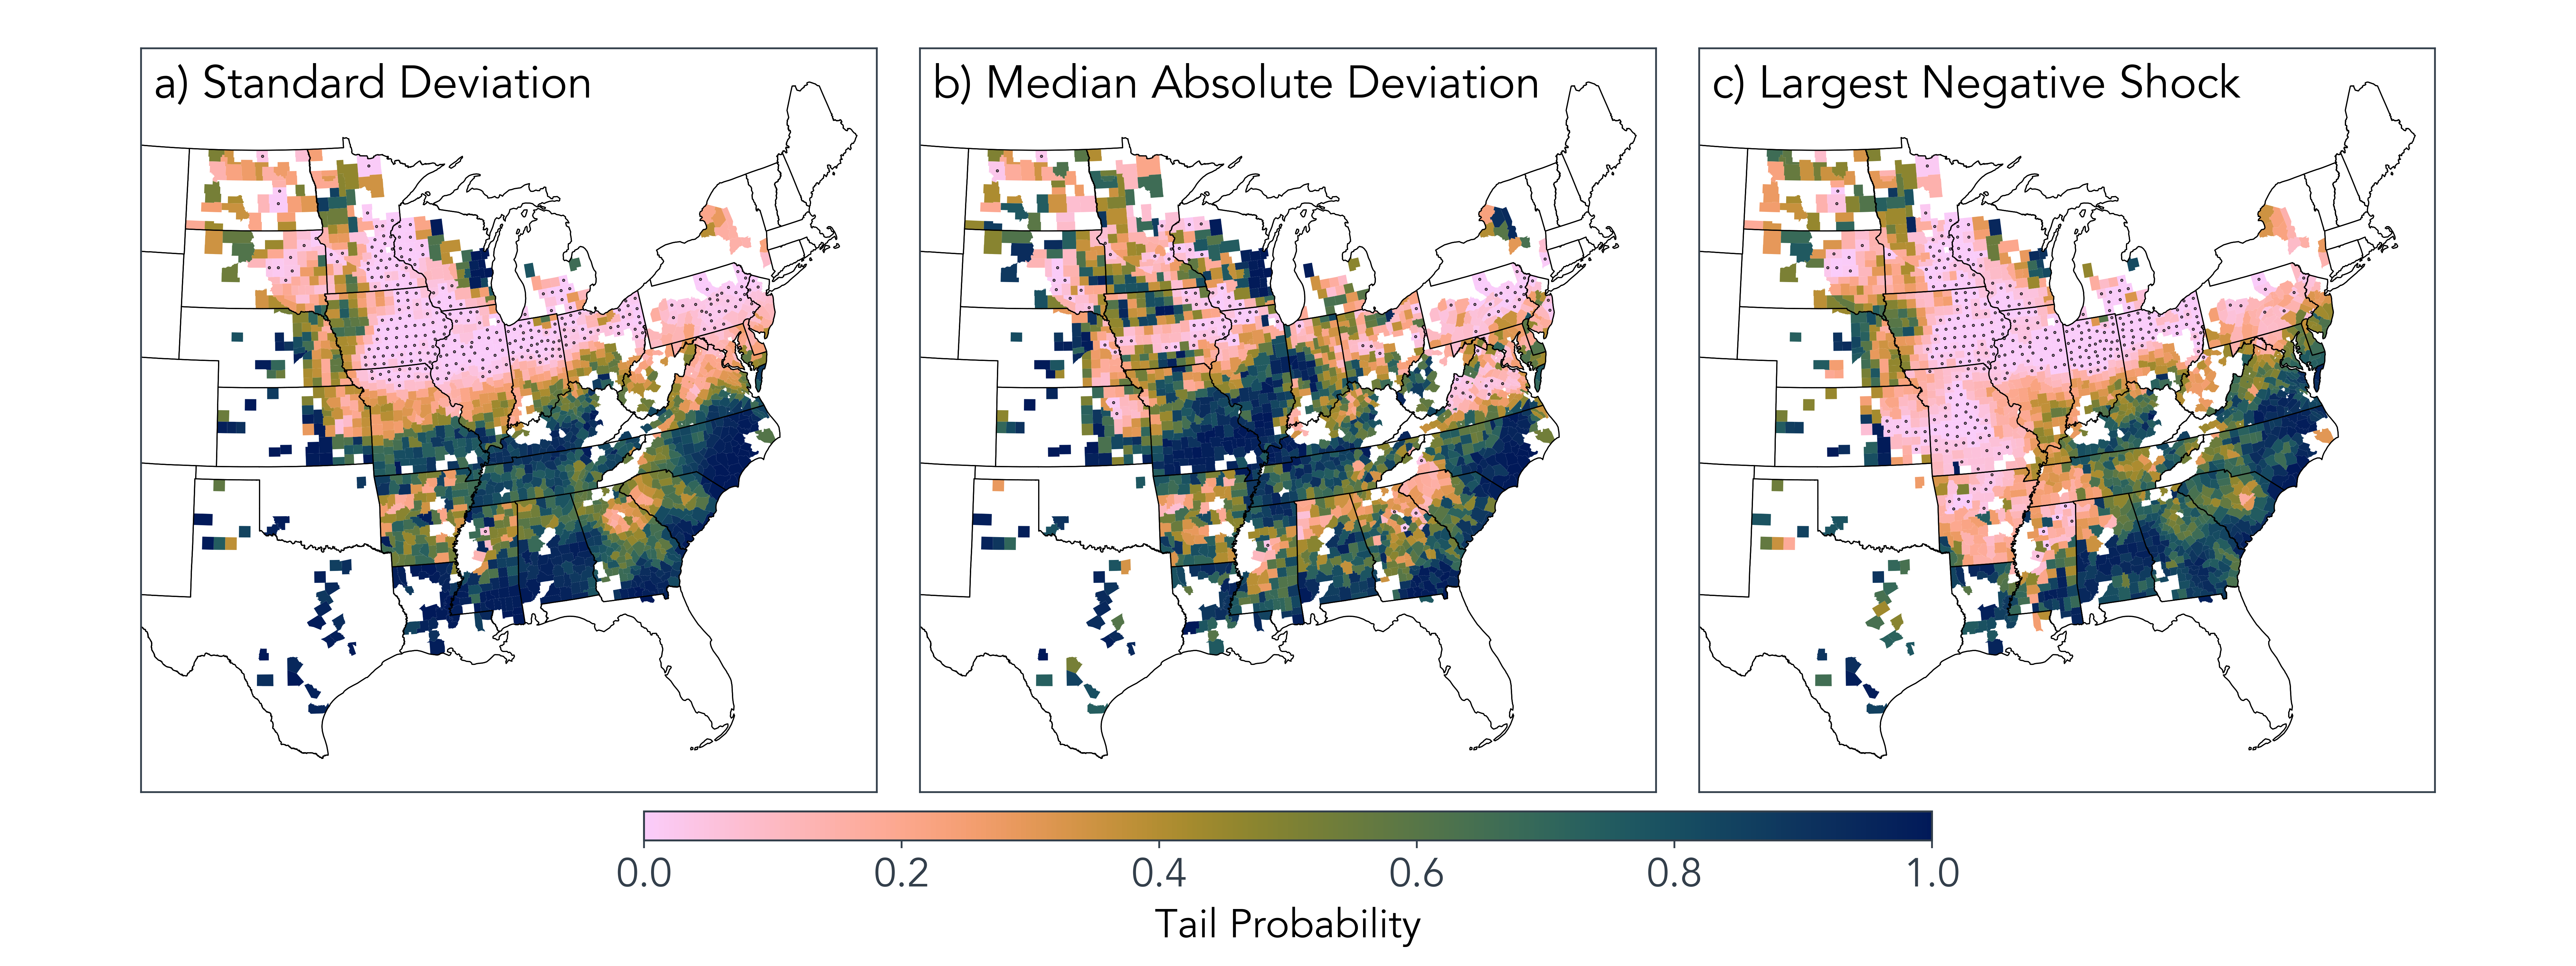 a) Standard Deviation
b) Median Absolute Deviation
c) Largest Negative Shock
0.0 0.2 0.4 0.6 0.8 1.0
Tail Probability